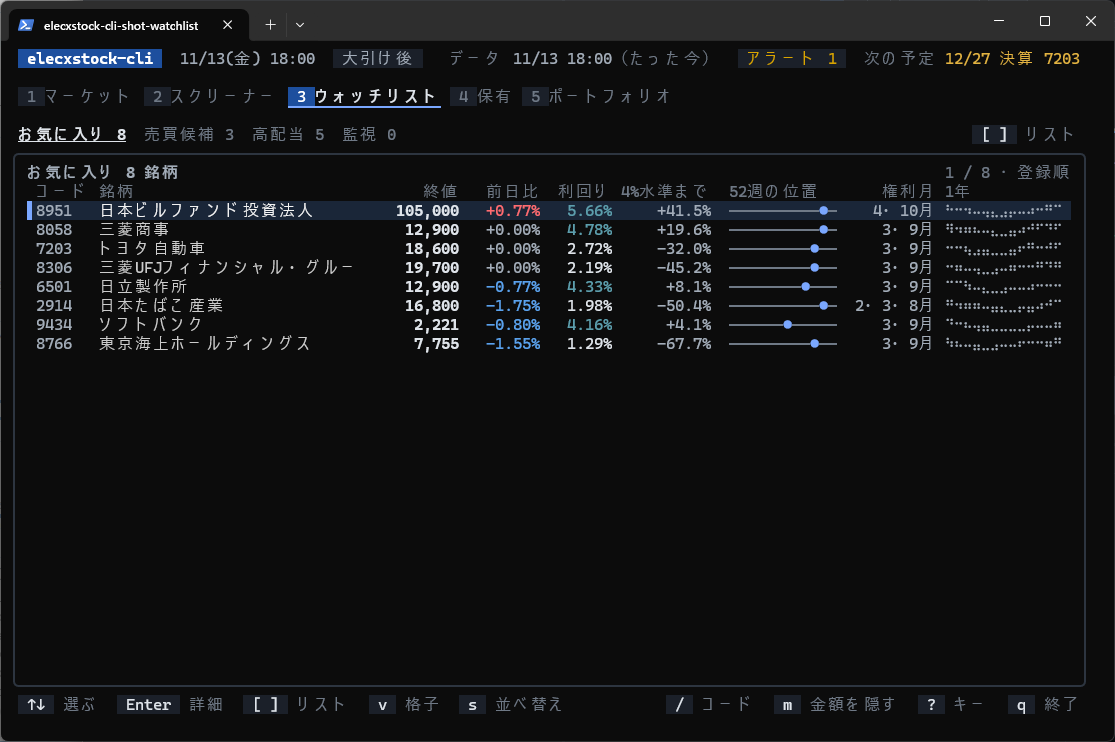 elecxstock-cli-shot-watchlist
elecxstock-cli 11/13(金) 18:00 大引け後 データ 11/13 18:00 (たった今) アラート 1 次の予定 12/27 決算 7203
1 マーケット 2 スクリーナー 3 ウォッチリスト 4 保有 5 ポートフォリオ
お気に入り 8 売買候補 3 高配当 5 監視 0 [ ] リスト
お気に入り 8 銘柄 1 / 8 · 登録順
コード 銘柄 終値 前日比 利回り 4%水準まで 52週の位置 権利月 1年
8951 日本ビルファンド投資法人 105,000 +0.77% 5.66% +41.5% 4· 10月
8058 三菱商事 12,900 +0.00% 4.78% +19.6% 3· 9月
7203 トヨタ自動車 18,600 +0.00% 2.72% −32.0% 3· 9月
8306 三菱UFJフィナンシャル・グルー 19,700 +0.00% 2.19% −45.2% 3· 9月
6501 日立製作所 12,900 −0.77% 4.33% +8.1% 3· 9月
2914 日本たばこ産業 16,800 −1.75% 1.98% −50.4% 2· 3· 8月
9434 ソフトバンク 2,221 −0.80% 4.16% +4.1% 3· 9月
8766 東京海上ホールディングス 7,755 −1.55% 1.29% −67.7% 3· 9月
↑↓ 選ぶ Enter 詳細 [ ] リスト v 格子 s 並べ替え / コード m 金額を隠す ? キー q 終了